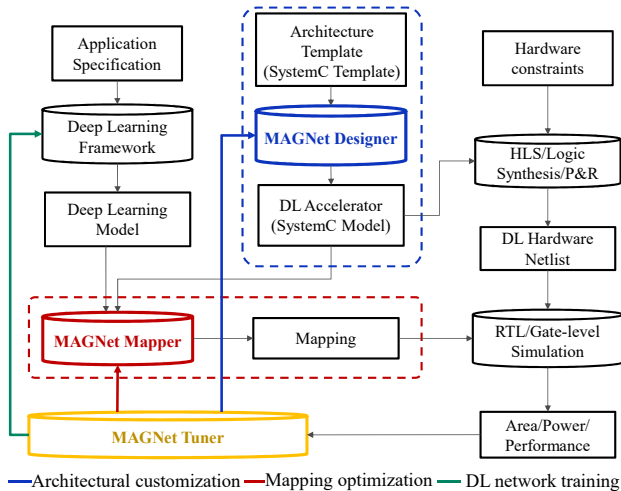 Application
Specification
Architecture
Template
(SystemC Template)
Hardware
constraints
Deep Learning
Framework
MAGNet Designer
HLS/Logic
Synthesis/P&R
Deep Learning
Model
DL Accelerator
(SystemC Model)
DL Hardware
Netlist
MAGNet Mapper
Mapping
RTL/Gate-level
Simulation
MAGNet Tuner
Area/Power/
Performance
Architectural customization
Mapping optimization
DL network training